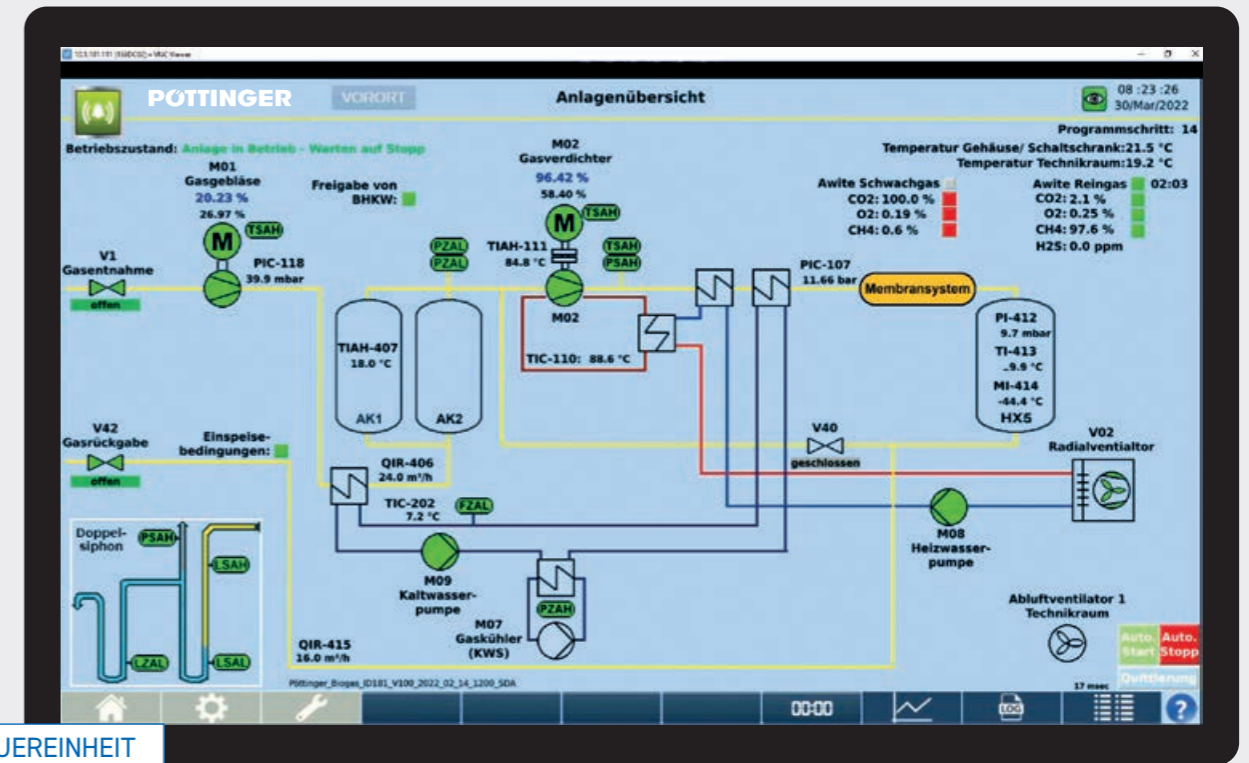 PÖTTINGER
VORORT
Anlagenübersicht
08 :23 :26
30/Mar/2022
Programmschritt: 14
Betriebszustand: Anlage in Betrieb - Warten auf Stopp
Temperatur Gehäuse/ Schaltschrank:21.5 °C
Temperatur Technikraum:19.2 °C
M01
Gasgebläse
20.23 %
26.97 %
M
TSAH
Freigabe von
BHKW:
M02
Gasverdichter
96.42 %
58.40 %
M
TSAH
Awite Schwachgas
CO2: 100.0 %
O2: 0.19 %
CH4: 0.6 %
Awite Reingas 02:03
CO2: 2.1 %
O2: 0.25 %
CH4: 97.6 %
H2S: 0.0 ppm
V1
Gasentnahme
offen
PIC-118
39.9 mbar
PZAL
PZAL
TIAH-111
84.8 °C
TSAH
PSAH
M02
PIC-107
11.66 bar
Membransystem
TIAH-407
18.0 °C
AK1
AK2
TIC-110: 88.6 °C
PI-412
9.7 mbar
TI-413
-9.9 °C
MI-414
-44.4 °C
HX5
V42
Gasrückgabe
offen
Einspeise-
bedingungen:
V40
geschlossen
V02
Radialventialtor
QIR-406
24.0 m³/h
TIC-202
7.2 °C
FZAL
Doppel-
siphon
PSAH
LSAH
LZAL
LSAL
M09
Kaltwasser-
pumpe
M07
Gaskühler
(KWS)
PZAH
M08
Heizwasser-
pumpe
Abluftventilator 1
Technikraum
QIR-415
16.0 m³/h
Auto.
Start
Auto.
Stopp
Quittierung
Pöttinger_Biogas_ID181_V100_2022_02_14_1200_SDA
17 msec
00:00
LOG
?
UEREINHEIT